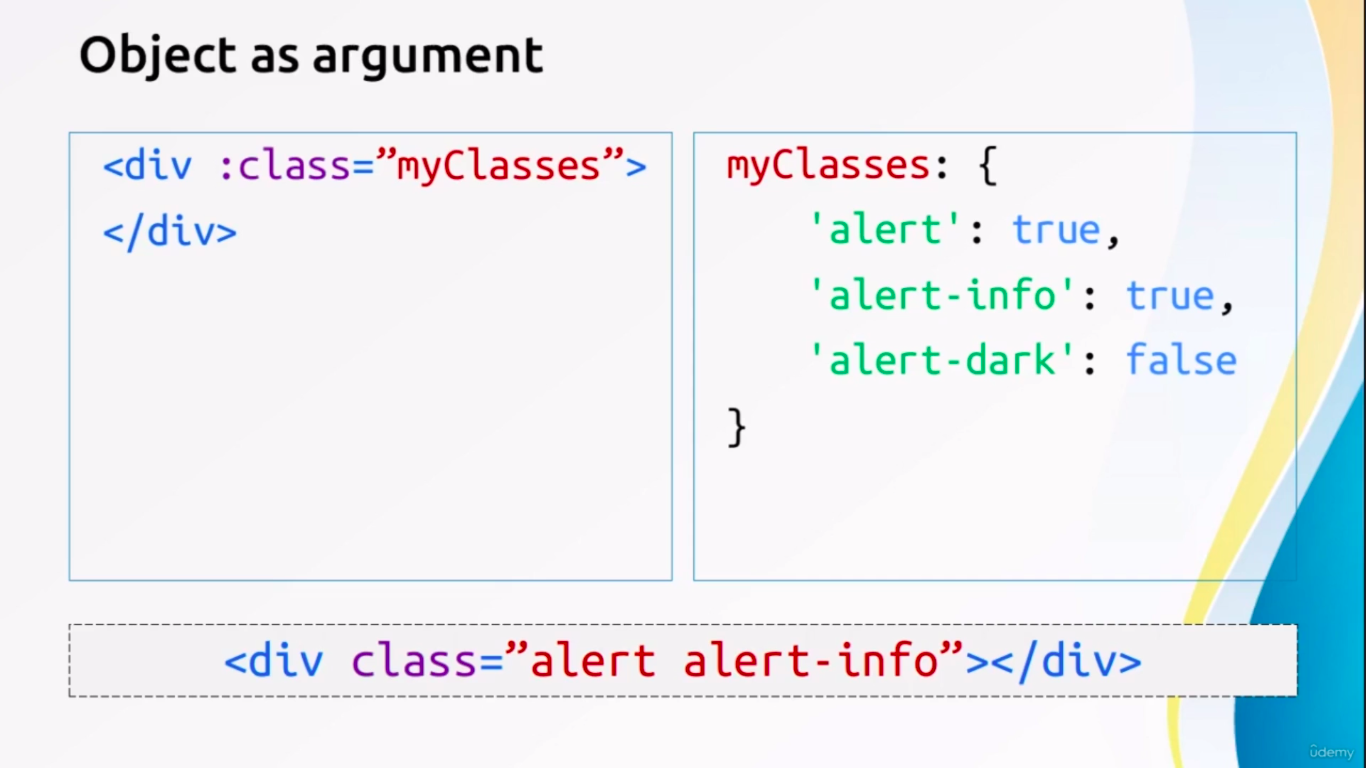 Object as argument
<div :class=”myClasses”>
</div>
myClasses: {
'alert': true,
'alert-info': true,
'alert-dark': false
}
<div class=”alert alert-info”></div>
ûdemy